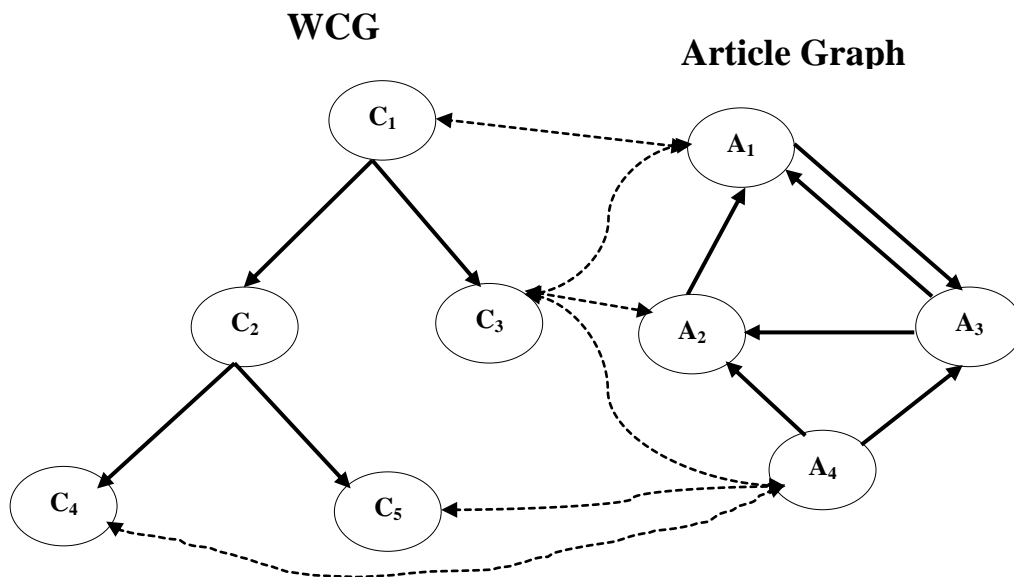 WCG
Article Graph
C₁
A₁
C₂
C₃
A₂
A₃
A₄
C₄
C₅